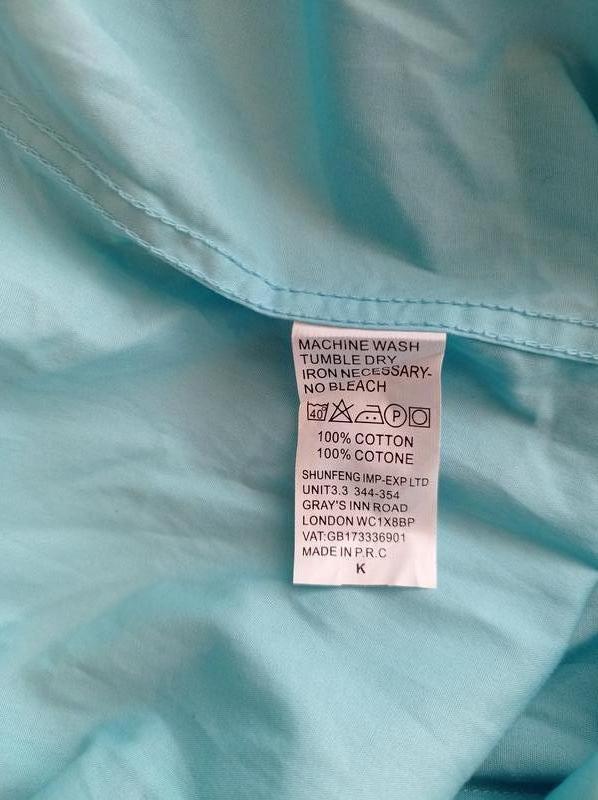 MACHINE WASH
TUMBLE DRY
IRON NECESSARY-
NO BLEACH
40 P
100% COTTON
100% COTONE
SHUNFENG IMP-EXP LTD
UNIT3.3 344-354
GRAY'S INN ROAD
LONDON WC1X8BP
VAT:GB173336901
MADE IN P.R.C
K